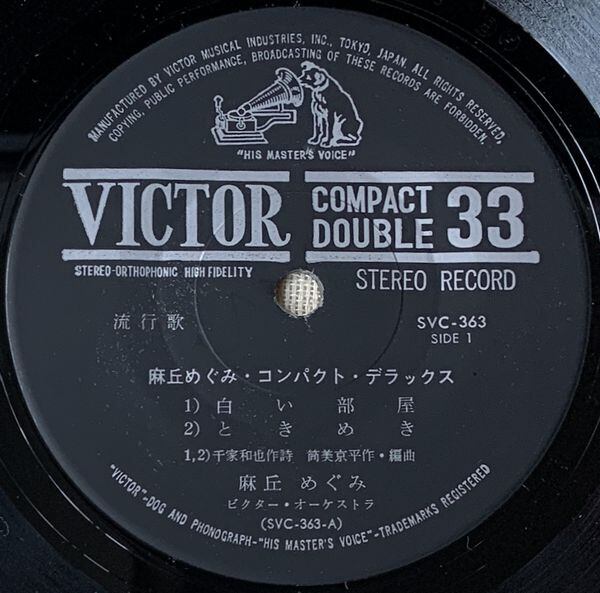 MANUFACTURED BY VICTOR MUSICAL INDUSTRIES, INC., TOKYO, JAPAN. ALL RIGHTS RESERVED.
COPYING, PUBLIC PERFORMANCE, BROADCASTING OF THESE RECORDS ARE FORBIDDEN.
"HIS MASTER'S VOICE"
VICTOR
COMPACT DOUBLE 33
STEREO-ORTHOPHONIC HIGH FIDELITY
STEREO RECORD
流行歌
SVC-363
SIDE 1
麻丘めぐみ・コンパクト・デラックス
1) 白い部屋
2) ときめき
1,2) 千家和也作詩 筒美京平作・編曲
麻丘 めぐみ
ビクター・オーケストラ
(SVC-363-A)
"VICTOR"-DOG AND PHONOGRAPH-"HIS MASTER'S VOICE"-TRADEMARKS REGISTERED